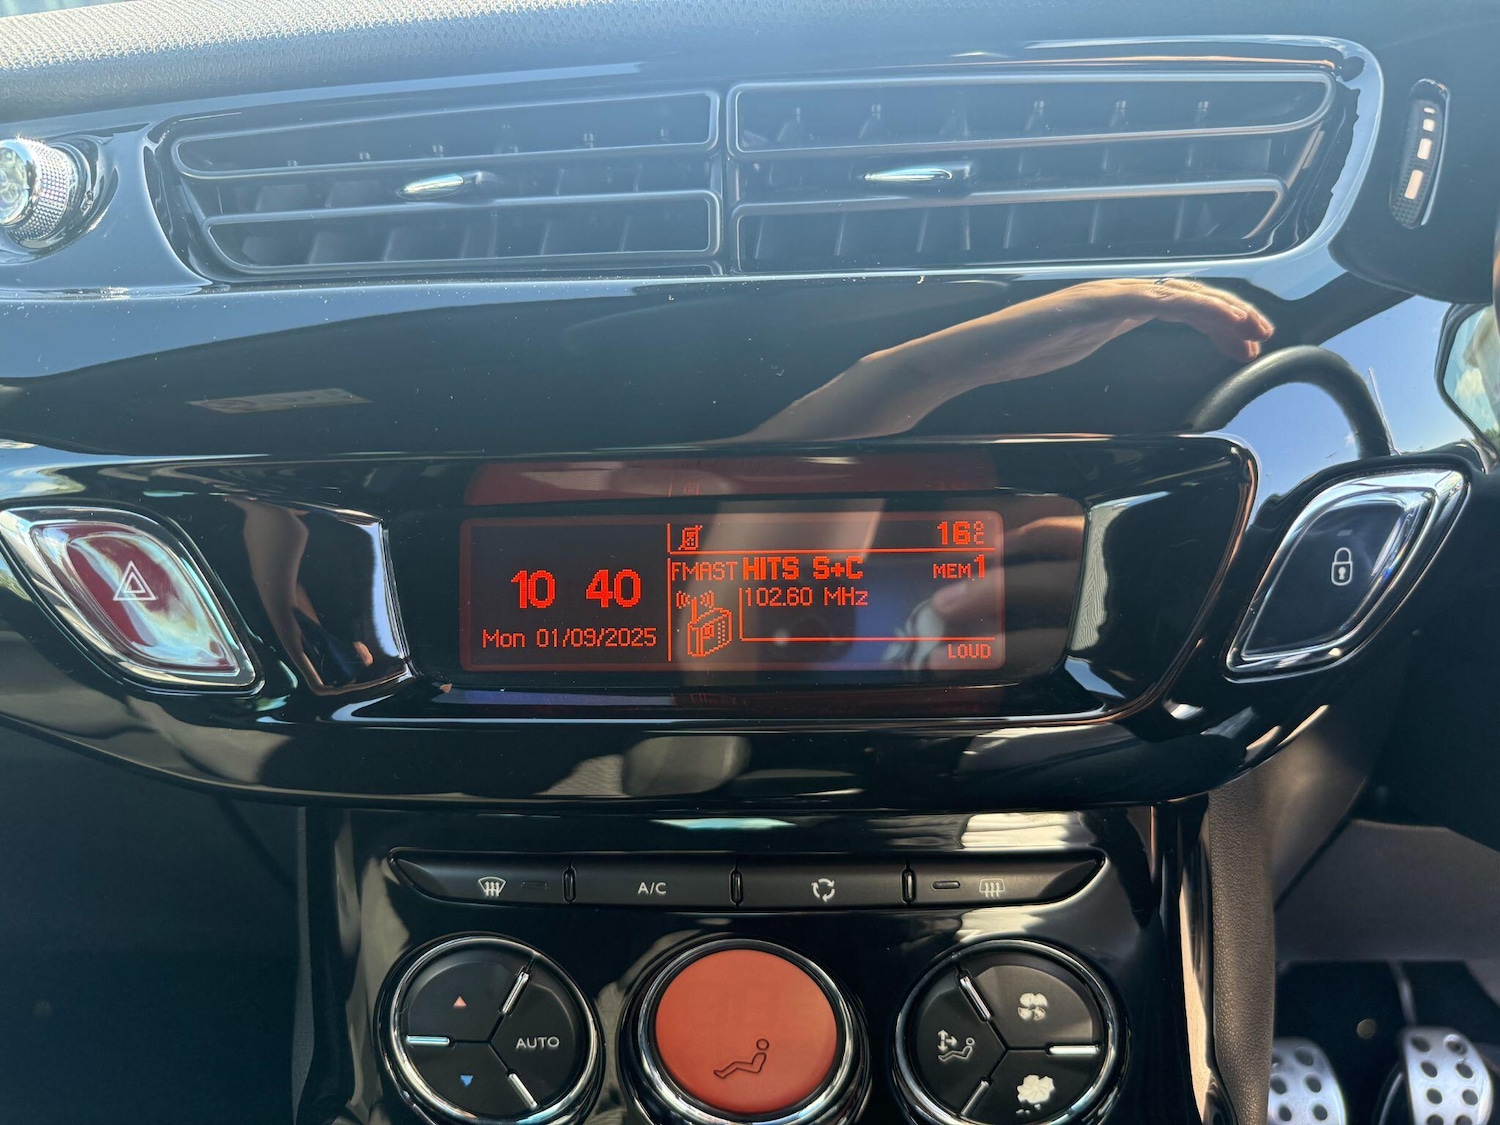 16°C
10 40
FMAST HITS S+C MEM.1
102.60 MHz
Mon 01/09/2025
LOUD
A/C
AUTO